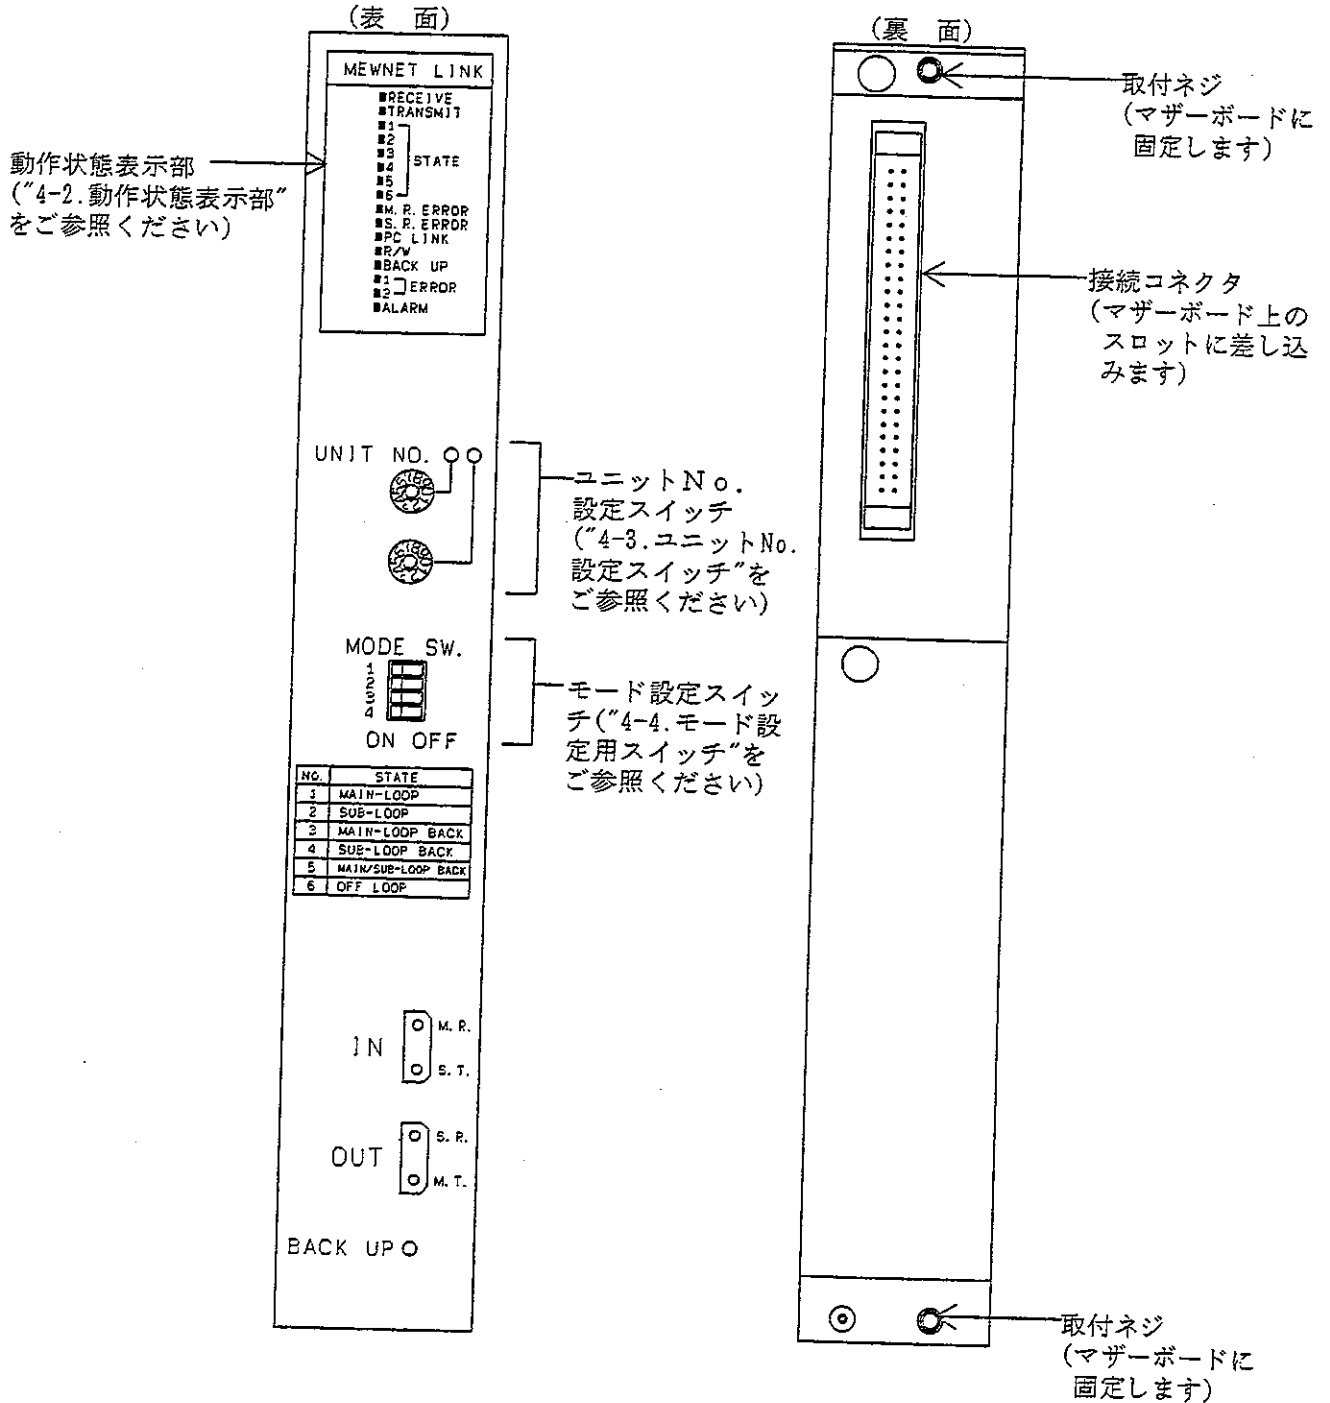 (表 面)
MEWNET LINK
RECEIVE
TRANSMIT
1
2
3
4
5
6
STATE
M.R.ERROR
S.R.ERROR
PC LINK
R/W
BACK UP
1
2
ERROR
ALARM
動作状態表示部
("4-2.動作状態表示部"
をご参照ください)
UNIT NO.
ユニットNo.
設定スイッチ
("4-3.ユニットNo.
設定スイッチ"を
ご参照ください)
MODE SW.
1
2
3
4
ON OFF
モード設定スイッ
チ("4-4.モード設
定用スイッチ"を
ご参照ください)
NO. STATE
1 MAIN-LOOP
2 SUB-LOOP
3 MAIN-LOOP BACK
4 SUB-LOOP BACK
5 MAIN/SUB-LOOP BACK
6 OFF LOOP
IN
M.R.
S.T.
OUT
S.R.
M.T.
BACK UP
(裏 面)
取付ネジ
(マザーボードに
固定します)
接続コネクタ
(マザーボード上の
スロットに差し込
みます)
取付ネジ
(マザーボードに
固定します)